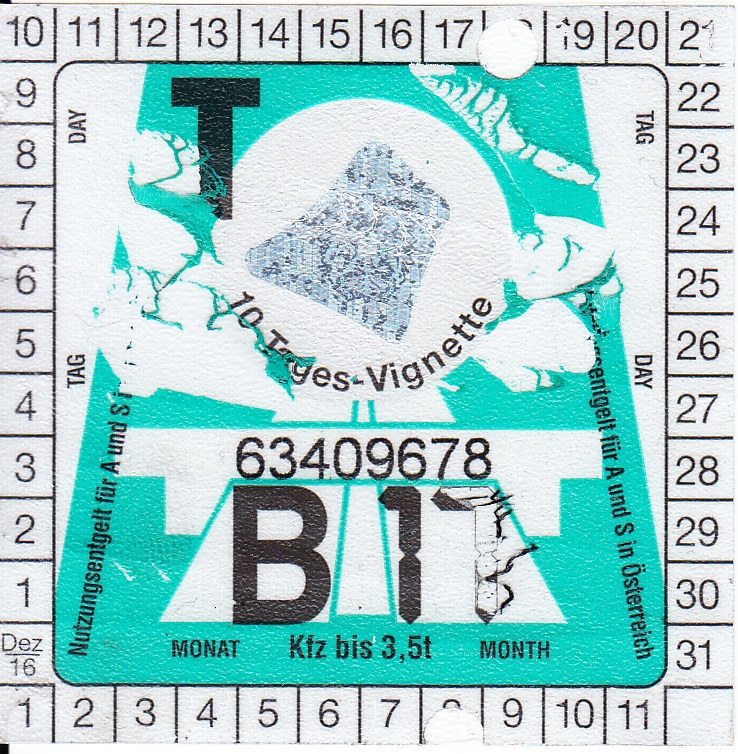 10 11 12 13 14 15 16 17 19 20
9 22
DAY TAG
8 23
T
7 24
6 25
5 26
TAG DAY
4 27
10 Tages-Vignette
3 28
63409678
2 29
B 17
1 30
Nutzungsentgelt für A und S i
entgelt für A und S in Österreich
Dez
16
31
MONAT Kfz bis 3,5t MONTH
1 2 3 4 5 6 7 9 10 11